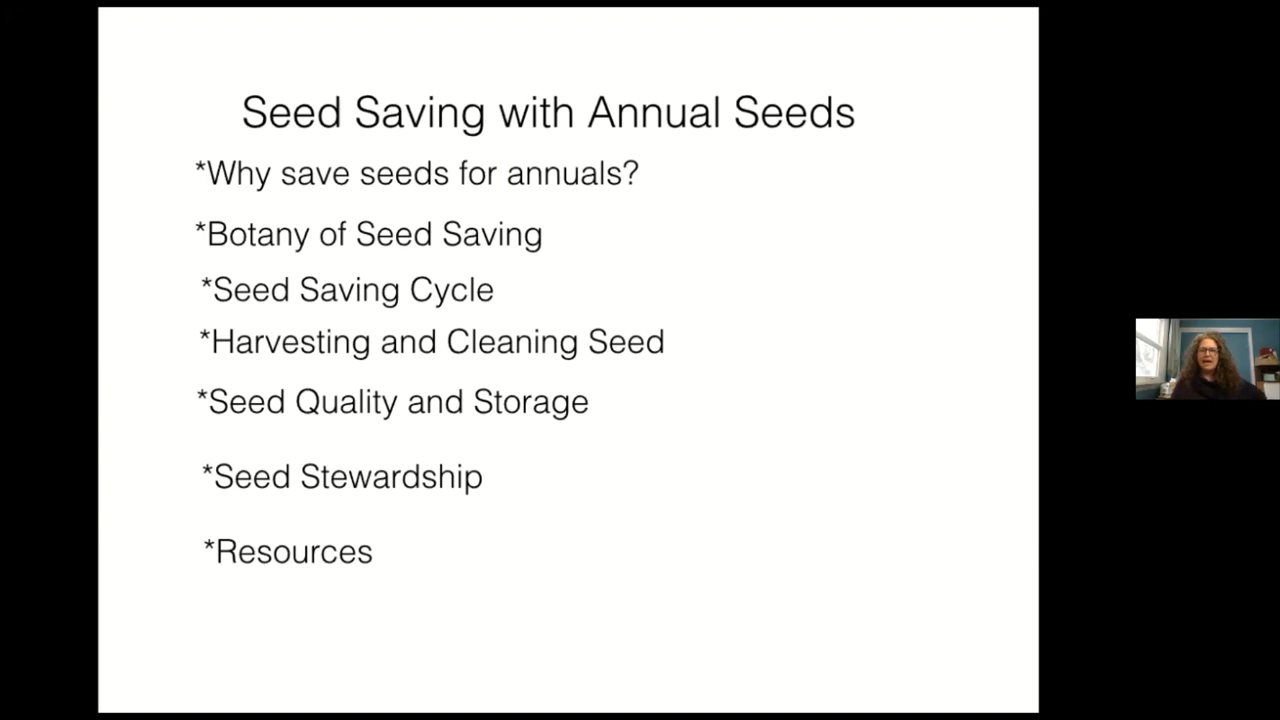 Seed Saving with Annual Seeds
*Why save seeds for annuals?
*Botany of Seed Saving
*Seed Saving Cycle
*Harvesting and Cleaning Seed
*Seed Quality and Storage
*Seed Stewardship
*Resources